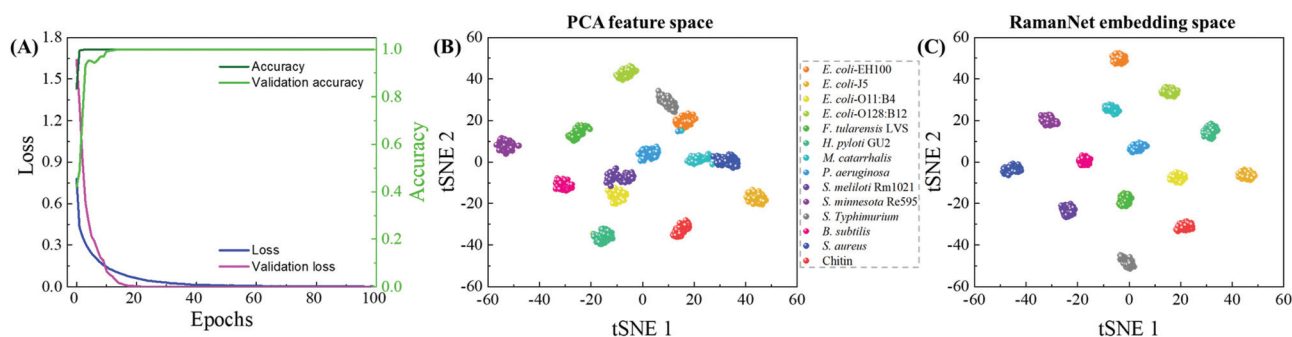 (A)
1.8
1.5
1.2
0.9
0.6
0.3
0.0
Loss
0
20
40
60
80
100
Epochs
1.0
0.8
0.6
0.4
0.2
0.0
Accuracy
Accuracy
Validation accuracy
Loss
Validation loss
PCA feature space
(B)
60
40
20
0
-20
-40
-60
tSNE 2
-60
-40
-20
0
20
40
60
tSNE 1
E. coli-EH100
E. coli-J5
E. coli-O11:B4
E. coli-O128:B12
F. tularensis LVS
H. pyloti GU2
M. catarrhalis
P. aeruginosa
S. meliloti Rm1021
S. minnesota Re595
S. Typhimurium
B. subtilis
S. aureus
Chitin
RamanNet embedding space
(C)
60
40
20
0
-20
-40
-60
tSNE 2
-60
-40
-20
0
20
40
60
tSNE 1